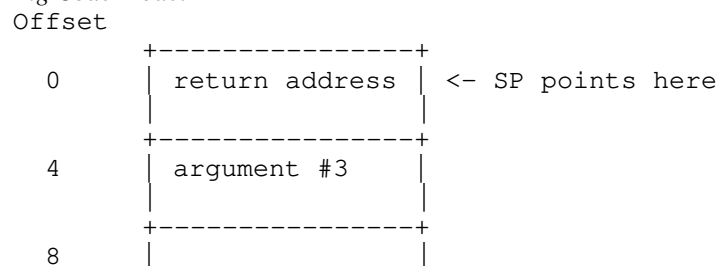 Offset
+----------------+
0 | return address | <- SP points here
| |
+----------------+
4 | argument #3 |
| |
+----------------+
8 | |